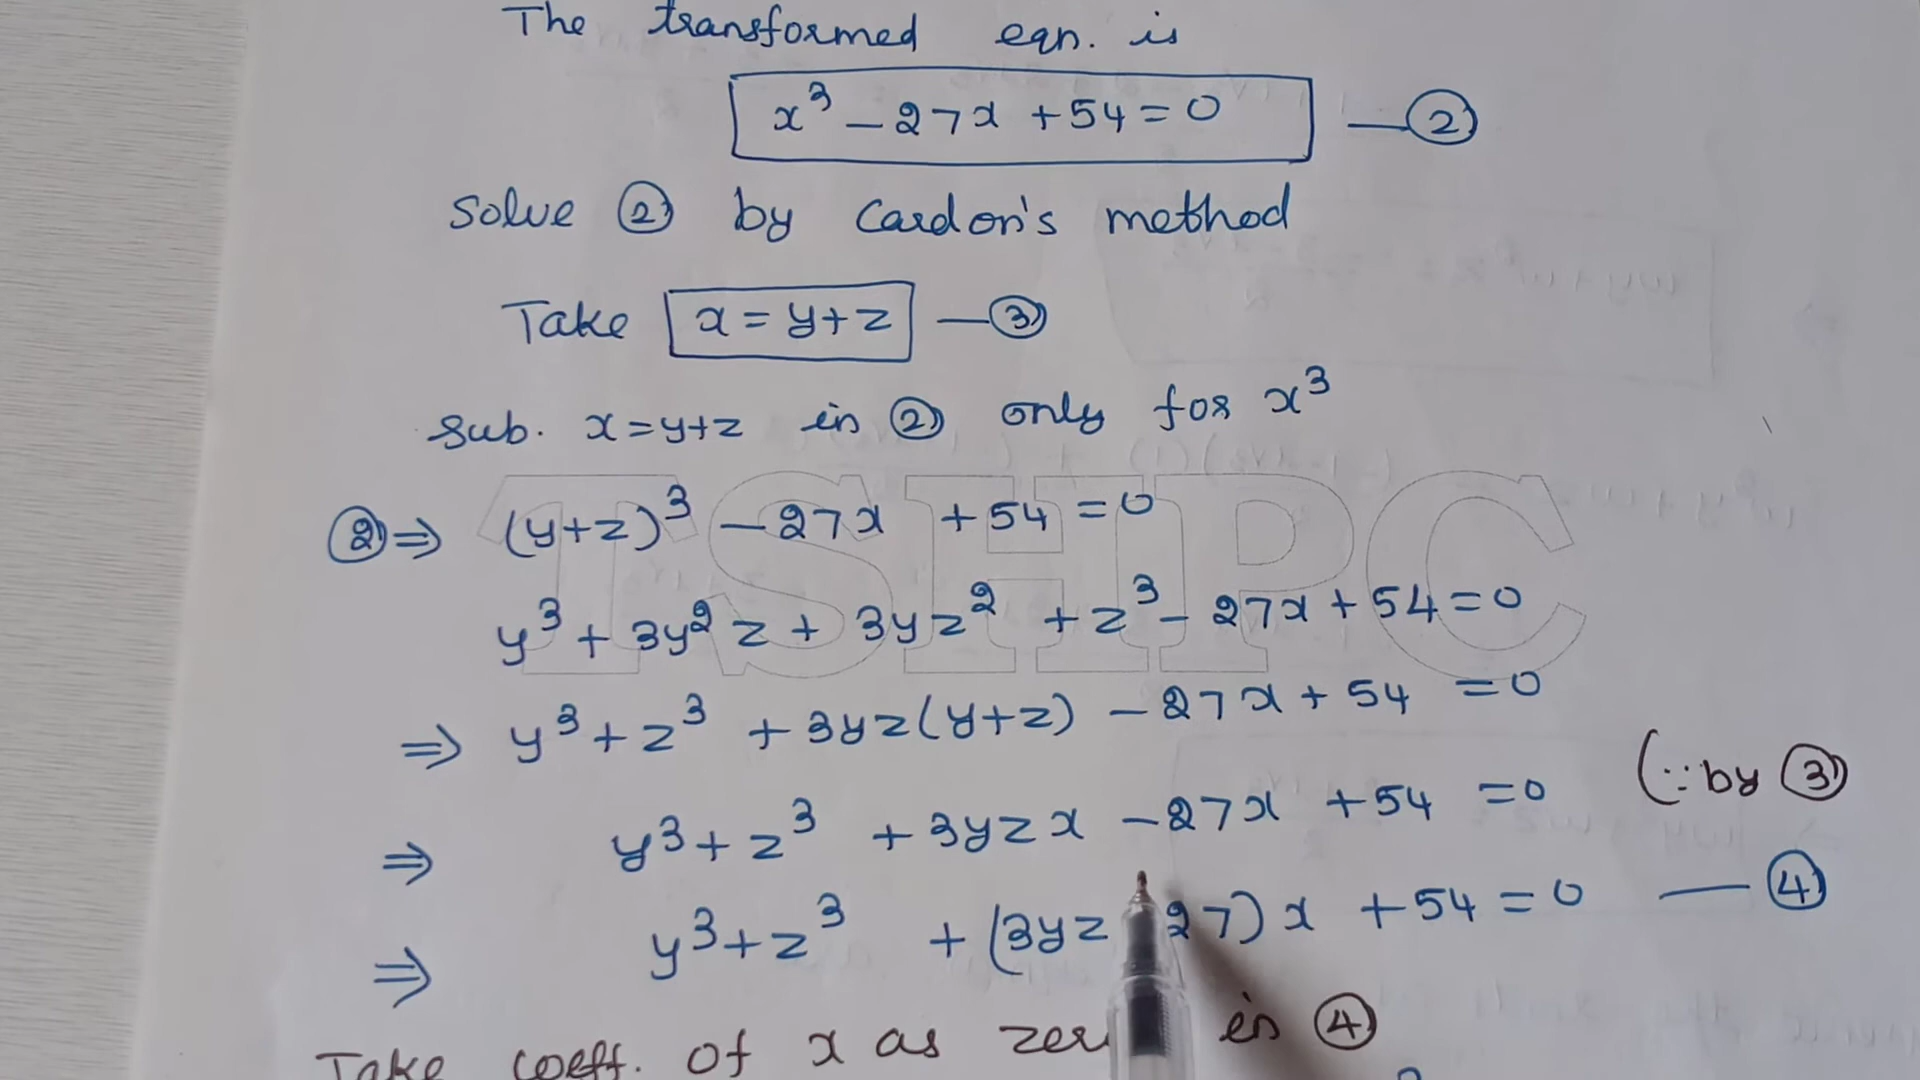 The transformed eqn. is
x³ - 27x + 54 = 0 — ②
Solve ② by Cardon's method
Take x = y+z — ③
Sub. x = y+z in ② only for x³
② ⇒ (y+z)³ - 27x + 54 = 0
y³ + 3y²z + 3yz² + z³ - 27x + 54 = 0
⇒ y³ + z³ + 3yz(y+z) - 27x + 54 = 0
⇒ y³ + z³ + 3yzx - 27x + 54 = 0 (∵ by ③
⇒ y³ + z³ + (3yz 27)x + 54 = 0 — ④
Take coeff. of x as zer in ④
TSHPC